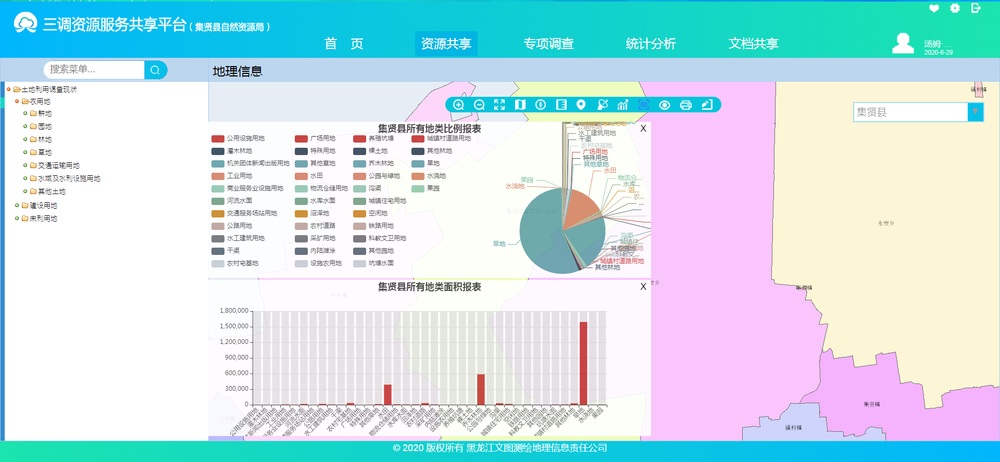 三调资源服务共享平台（集贤县自然资源局）
首 页
资源共享
专项调查
统计分析
文档共享
汤姆-...
2020-6-29
搜索菜单...
地理信息
土地利用调查现状
农用地
耕地
园地
林地
草地
交通运输用地
水域及水利设施用地
其他土地
建设用地
未利用地
福利镇
集贤县
集贤县所有地类比例报表
X
公用设施用地 广场用地 养殖坑塘 城镇村道路用地
灌木林地 特殊用地 裸土地 其他林地
机关团体新闻出版用地 其他草地 乔木林地 旱地
工业用地 水田 公园与绿地 水浇地
商业服务业设施用地 物流仓储用地 沟渠 果园
河流水面 水库水面 城镇住宅用地
交通服务场站用地 沼泽地 空闲地
公路用地 农村道路 铁路用地
水工建筑用地 采矿用地 科教文卫用地
干渠 内陆滩涂 其他园地
农村宅基地 设施农用地 坑塘水面
公路用地
水工建筑用地
干渠
农村宅基地
广场用地
特殊用地
其他草地
水田
果园
水浇地
物流仓...
水库...
沼...
农...
...
旱地
沟渠
城镇住...
其他园地
城镇村道路用地
其他林地
永安乡
集贤镇
集贤镇
福利镇
丰乐镇
安乡
集贤县所有地类面积报表
X
1,800,000
1,500,000
1,200,000
900,000
600,000
300,000
0
公用设施用地
灌木林地
新闻出版用地
工业用地
务业设施用地
河流水面
服务场站用地
公路用地
水工建筑用地
干渠
农村宅基地
广场用地
特殊用地
其他草地
水田
物流仓储用地
水库水面
沼泽地
农村道路
采矿用地
内陆滩涂
设施农用地
养殖坑塘
裸土地
乔木林地
公园与绿地
沟渠
城镇住宅用地
空闲地
铁路用地
科教文卫用地
其他园地
坑塘水面
镇村道路用地
其他林地
旱地
水浇地
果园
© 2020 版权所有 黑龙江文图测绘地理信息责任公司